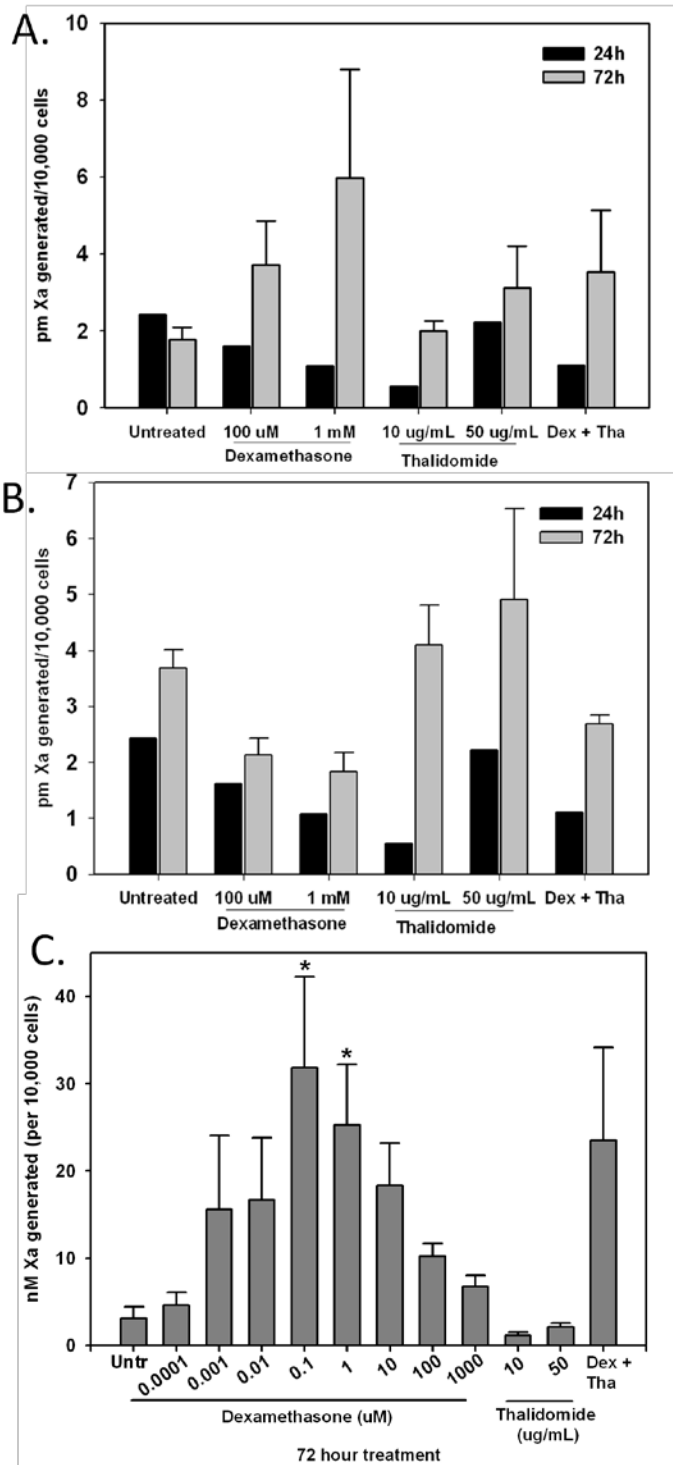 A.
pm Xa generated/10,000 cells
10
8
6
4
2
0
24h
72h
Untreated 100 uM 1 mM 10 ug/mL 50 ug/mL Dex + Tha
Dexamethasone Thalidomide
B.
pm Xa generated/10,000 cells
7
6
5
4
3
2
1
0
24h
72h
Untreated 100 uM 1 mM 10 ug/mL 50 ug/mL Dex + Tha
Dexamethasone Thalidomide
C.
nM Xa generated (per 10,000 cells)
40
30
20
10
0
*
*
Untr 0.0001 0.001 0.01 0.1 1 10 100 1000 10 50 Dex +
Tha
Dexamethasone (uM) Thalidomide
(ug/mL)
72 hour treatment